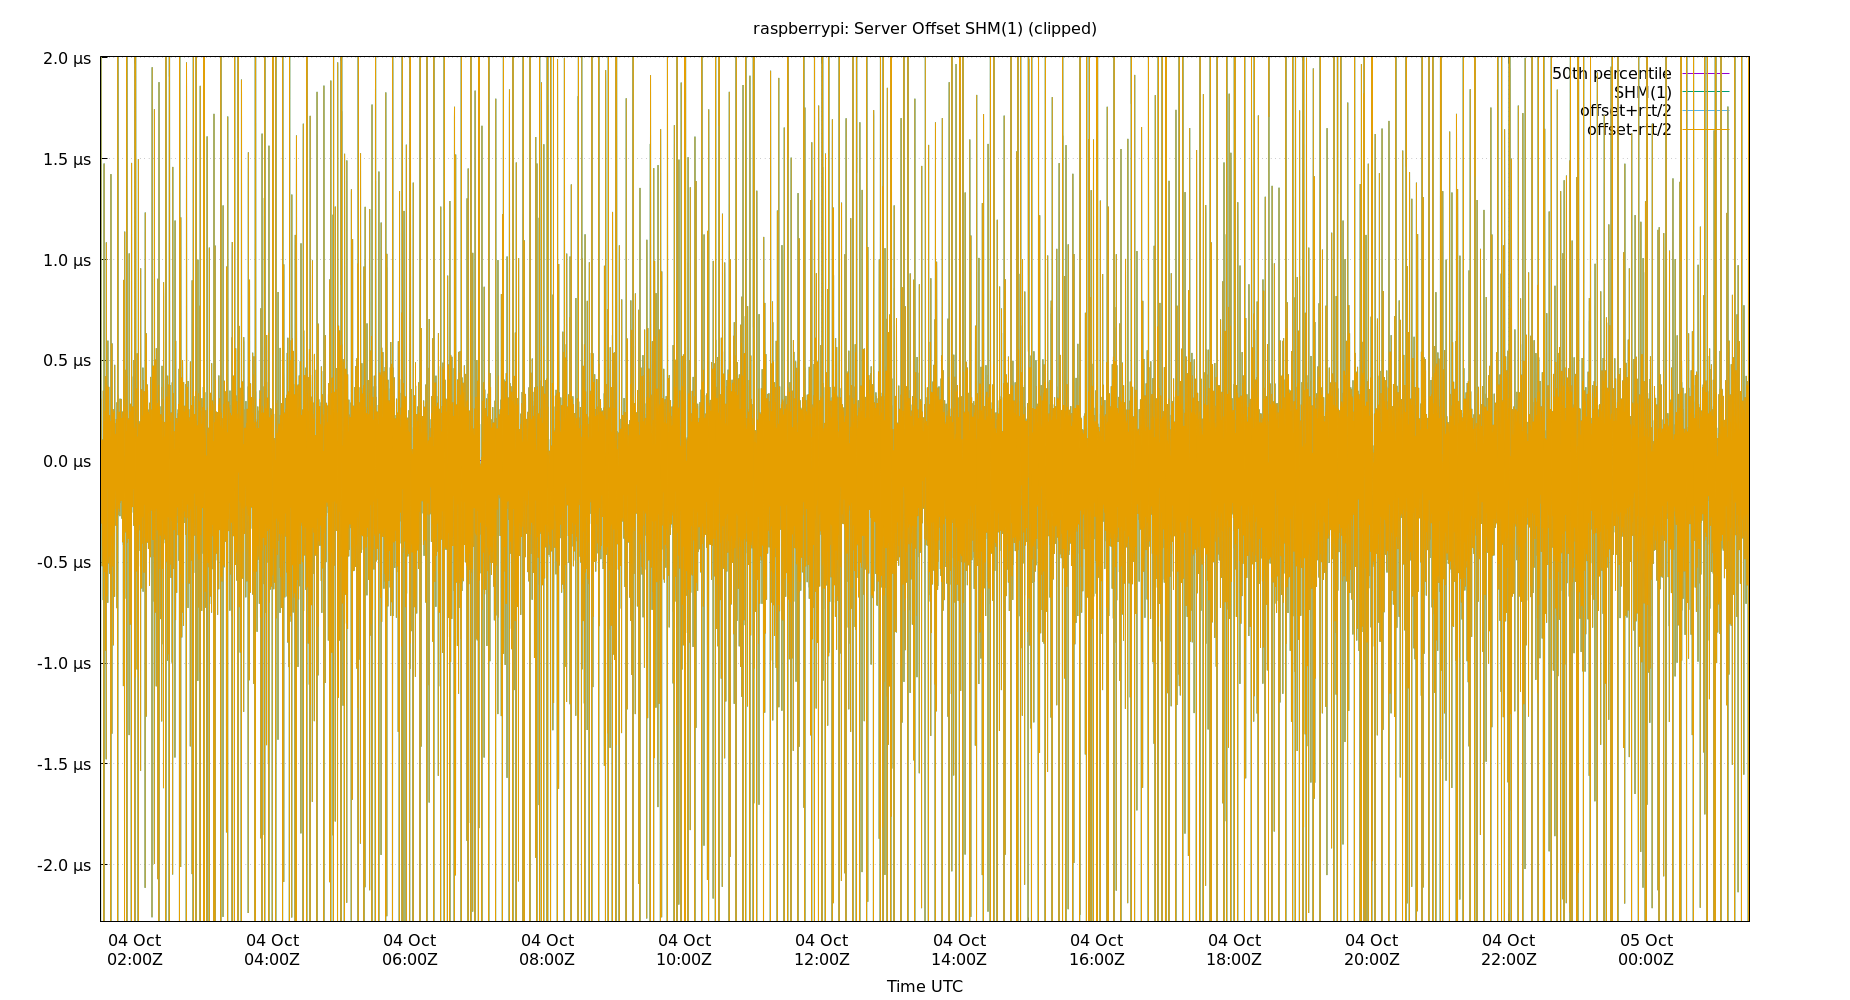 raspberrypi: Server Offset SHM(1) (clipped)
2.0 µs
1.5 µs
1.0 µs
0.5 µs
0.0 µs
-0.5 µs
-1.0 µs
-1.5 µs
-2.0 µs
50th percentile
SHM(1)
offset+rtt/2
offset-rtt/2
04 Oct 04 Oct 04 Oct 04 Oct 04 Oct 04 Oct 04 Oct 04 Oct 04 Oct 04 Oct 04 Oct 05 Oct
02:00Z 04:00Z 06:00Z 08:00Z 10:00Z 12:00Z 14:00Z 16:00Z 18:00Z 20:00Z 22:00Z 00:00Z
Time UTC